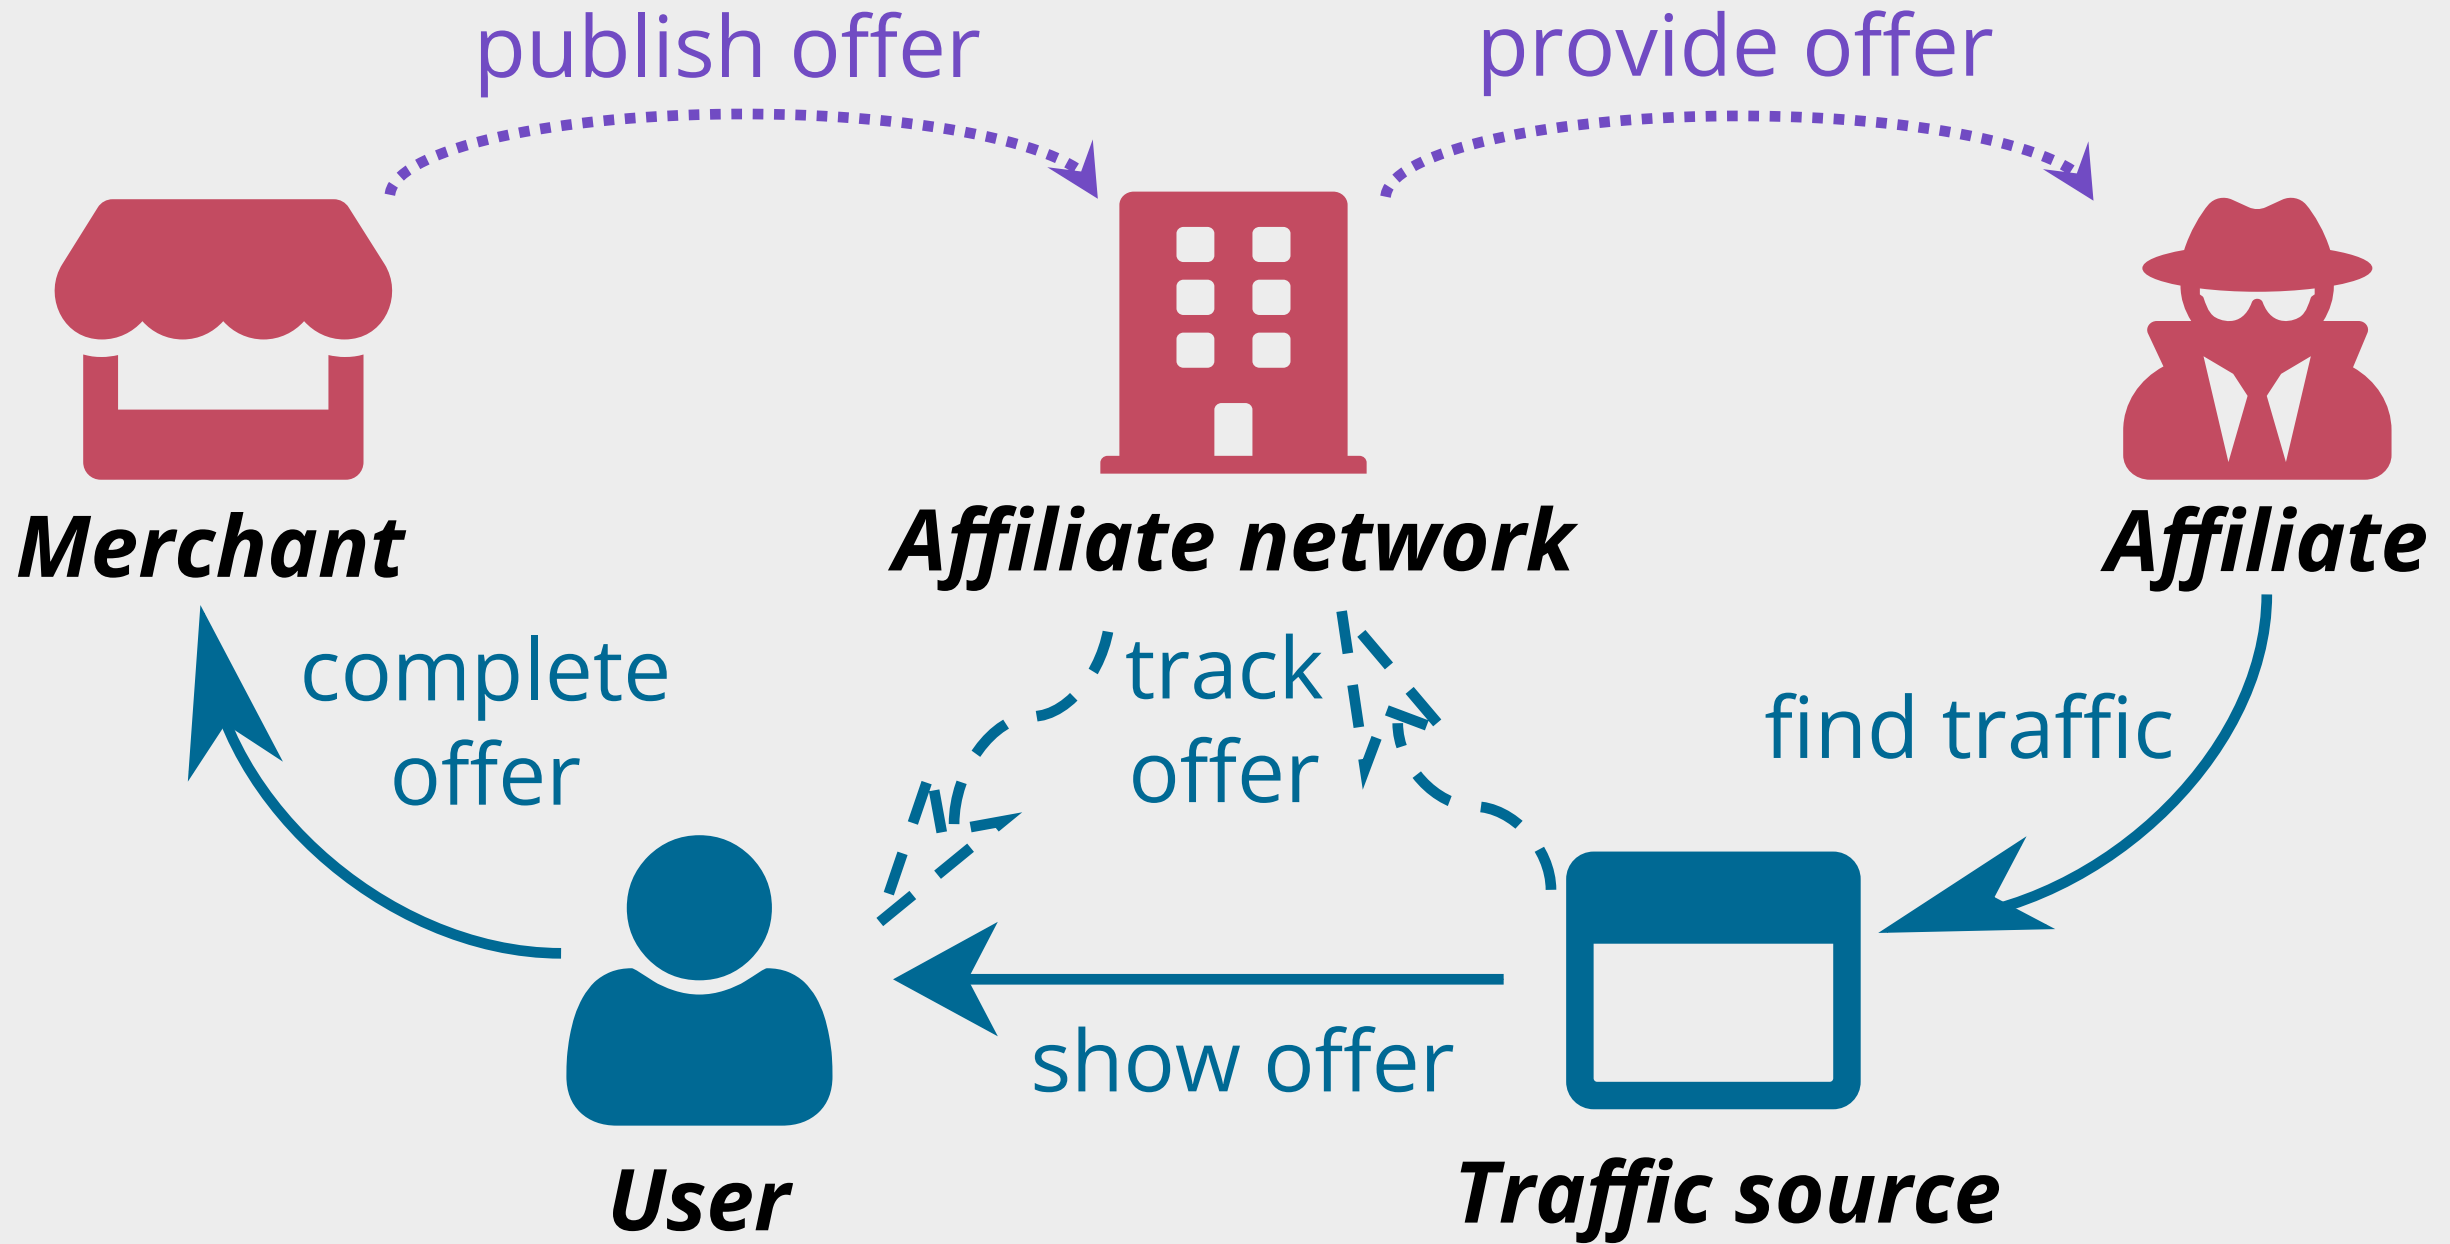 publish offer
provide offer
Merchant
Affiliate network
Affiliate
complete
offer
track
offer
find traffic
show offer
User
Traffic source